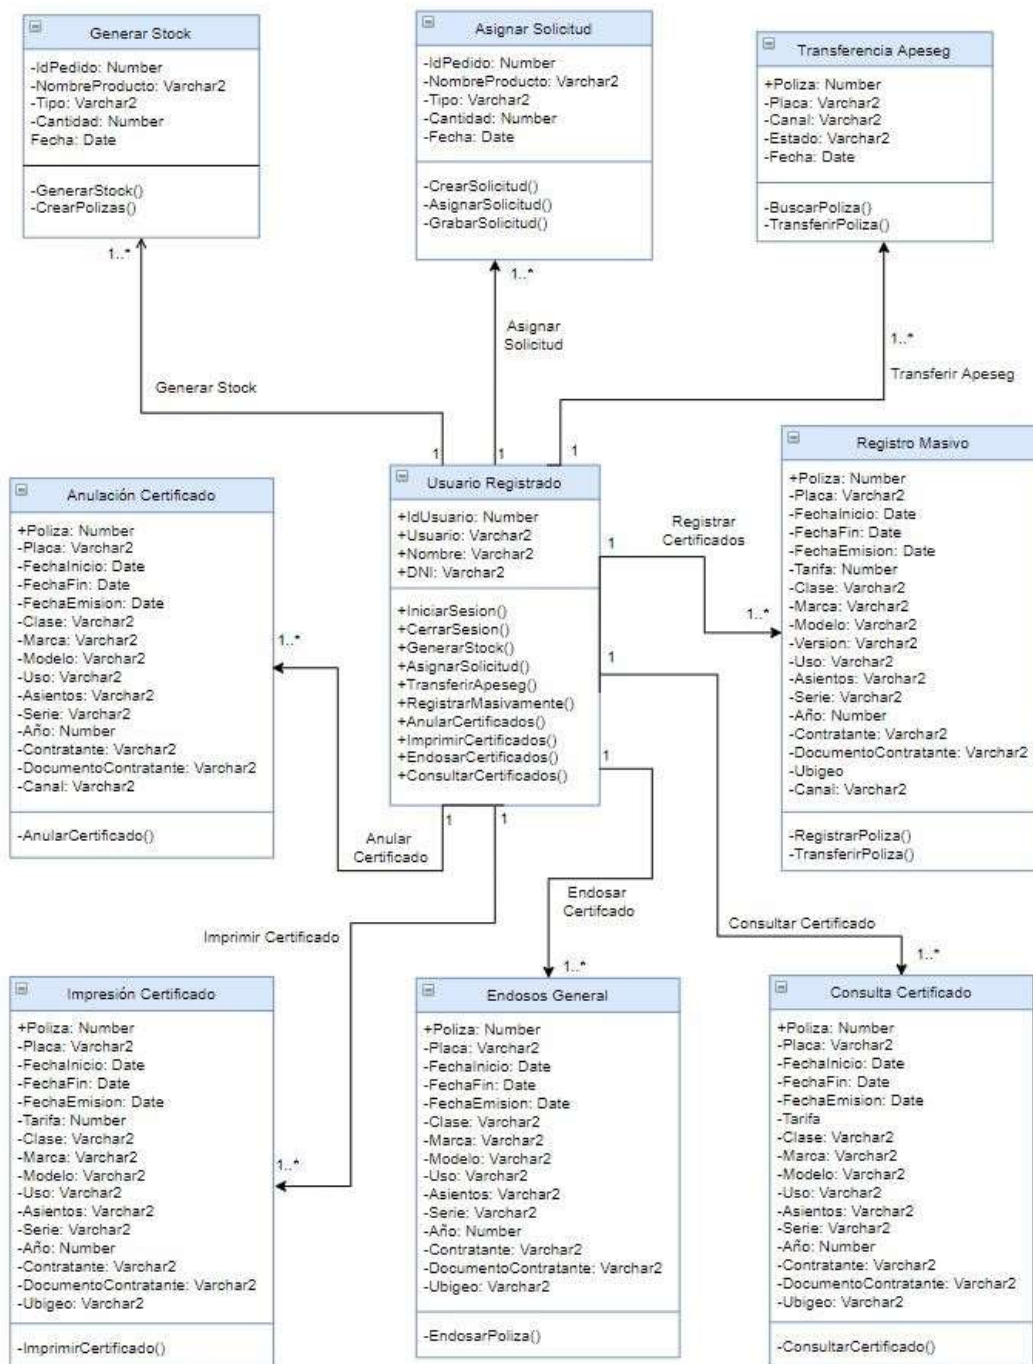 Generar Stock
-IdPedido: Number
-NombreProducto: Varchar2
-Tipo: Varchar2
-Cantidad: Number
Fecha: Date
-GenerarStock()
-CrearPolizas()
Asignar Solicitud
-IdPedido: Number
-NombreProducto: Varchar2
-Tipo: Varchar2
-Cantidad: Number
-Fecha: Date
-CrearSolicitud()
-AsignarSolicitud()
-GrabarSolicitud()
Transferencia Apeseg
+Poliza: Number
-Placa: Varchar2
-Canal: Varchar2
-Estado: Varchar2
-Fecha: Date
-BuscarPoliza()
-TransferirPoliza()
1..*
1..*
1..*
Generar Stock
Asignar
Solicitud
Transferir Apeseg
1
1
1
Anulación Certificado
+Poliza: Number
-Placa: Varchar2
-FechaInicio: Date
-FechaFin: Date
-FechaEmision: Date
-Clase: Varchar2
-Marca: Varchar2
-Modelo: Varchar2
-Uso: Varchar2
-Asientos: Varchar2
-Serie: Varchar2
-Año: Number
-Contratante: Varchar2
-DocumentoContratante: Varchar2
-Canal: Varchar2
-AnularCertificado()
1..*
Usuario Registrado
+IdUsuario: Number
+Usuario: Varchar2
+Nombre: Varchar2
+DNI: Varchar2
+IniciarSesion()
+CerrarSesion()
+GenerarStock()
+AsignarSolicitud()
+TransferirApeseg()
+RegistrarMasivamente()
+AnularCertificados()
+ImprimirCertificados()
+EndosarCertificados()
+ConsultarCertificados()
1
Registrar
Certificados
1..*
1
1
Registro Masivo
+Poliza: Number
-Placa: Varchar2
-FechaInicio: Date
-FechaFin: Date
-FechaEmision: Date
-Tarifa: Number
-Clase: Varchar2
-Marca: Varchar2
-Modelo: Varchar2
-Version: Varchar2
-Uso: Varchar2
-Asientos: Varchar2
-Serie: Varchar2
-Año: Number
-Contratante: Varchar2
-DocumentoContratante: Varchar2
-Ubigeo
-Canal: Varchar2
-RegistrarPoliza()
-TransferirPoliza()
1
1
Anular
Certificado
Imprimir Certificado
Endosar
Certifcado
Consultar Certificado
1..*
1..*
1..*
Impresión Certificado
+Poliza: Number
-Placa: Varchar2
-FechaInicio: Date
-FechaFin: Date
-FechaEmision: Date
-Tarifa: Number
-Clase: Varchar2
-Marca: Varchar2
-Modelo: Varchar2
-Uso: Varchar2
-Asientos: Varchar2
-Serie: Varchar2
-Año: Number
-Contratante: Varchar2
-DocumentoContratante: Varchar2
-Ubigeo: Varchar2
-ImprimirCertificado()
Endosos General
+Poliza: Number
-Placa: Varchar2
-FechaInicio: Date
-FechaFin: Date
-FechaEmision: Date
-Clase: Varchar2
-Marca: Varchar2
-Modelo: Varchar2
-Uso: Varchar2
-Asientos: Varchar2
-Serie: Varchar2
-Año: Number
-Contratante: Varchar2
-DocumentoContratante: Varchar2
-Ubigeo: Varchar2
-EndosarPoliza()
Consulta Certificado
+Poliza: Number
-Placa: Varchar2
-FechaInicio: Date
-FechaFin: Date
-FechaEmision: Date
-Tarifa
-Clase: Varchar2
-Marca: Varchar2
-Modelo: Varchar2
-Uso: Varchar2
-Asientos: Varchar2
-Serie: Varchar2
-Año: Number
-Contratante: Varchar2
-DocumentoContratante: Varchar2
-Ubigeo: Varchar2
-ConsultarCertificado()